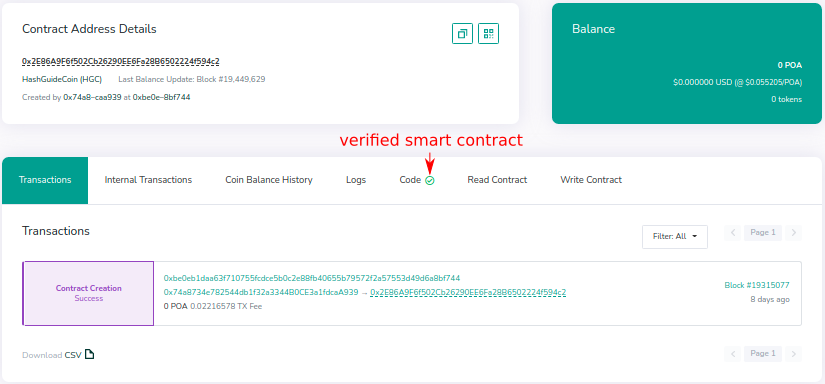 Contract Address Details
0x2E86A9F6f502Cb26290EE6Fa28B6502224f594c2
HashGuideCoin (HGC) Last Balance Update: Block #19,449,629
Created by 0x74a8–caa939 at 0xbe0e–8bf744
Balance
0 POA
$0.000000 USD (@ $0.055205/POA)
0 tokens
verified smart contract
Transactions Internal Transactions Coin Balance History Logs Code Read Contract Write Contract
Transactions
Filter: All
Page 1
Contract Creation
Success
0xbe0eb1daa63f710755fcdce5b0c2e88fb40655b79572f2a57553d49d6a8bf744
0x74a8734e782544db1f32a3344B0CE3a1fdcaA939 → 0x2E86A9F6f502Cb26290EE6Fa28B6502224f594c2
0 POA 0.02216578 TX Fee
Block #19315077
8 days ago
Download CSV
Page 1